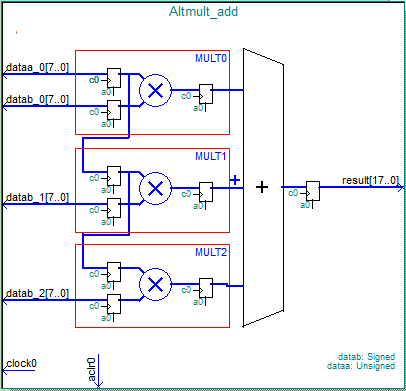 Altmult_add
MULT0
dataa_0[7..0]
c0
a0
datab_0[7..0]
c0
a0
c0
a0
MULT1
c0
a0
datab_1[7..0]
c0
a0
c0
a0
+
+
c0
a0
result[17..0]
MULT2
c0
a0
datab_2[7..0]
c0
a0
c0
a0
clock0
aclr0
datab: Signed
dataa: Unsigned